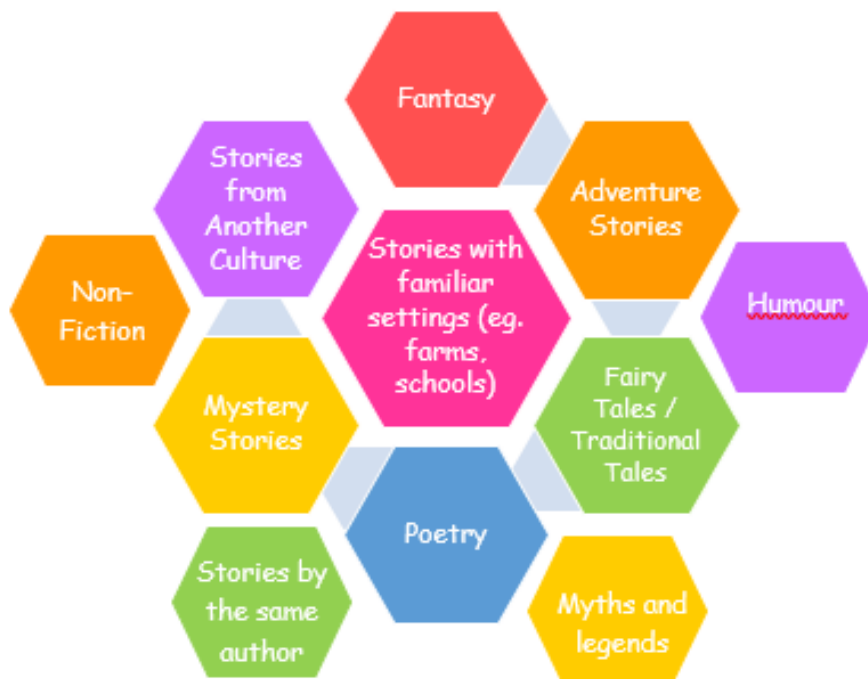 Fantasy
Stories
from
Another
Culture
Adventure
Stories
Non-
Fiction
Stories with
familiar
settings (eg.
farms,
schools)
Humour
Mystery
Stories
Fairy
Tales /
Traditional
Tales
Poetry
Stories by
the same
author
Myths and
legends